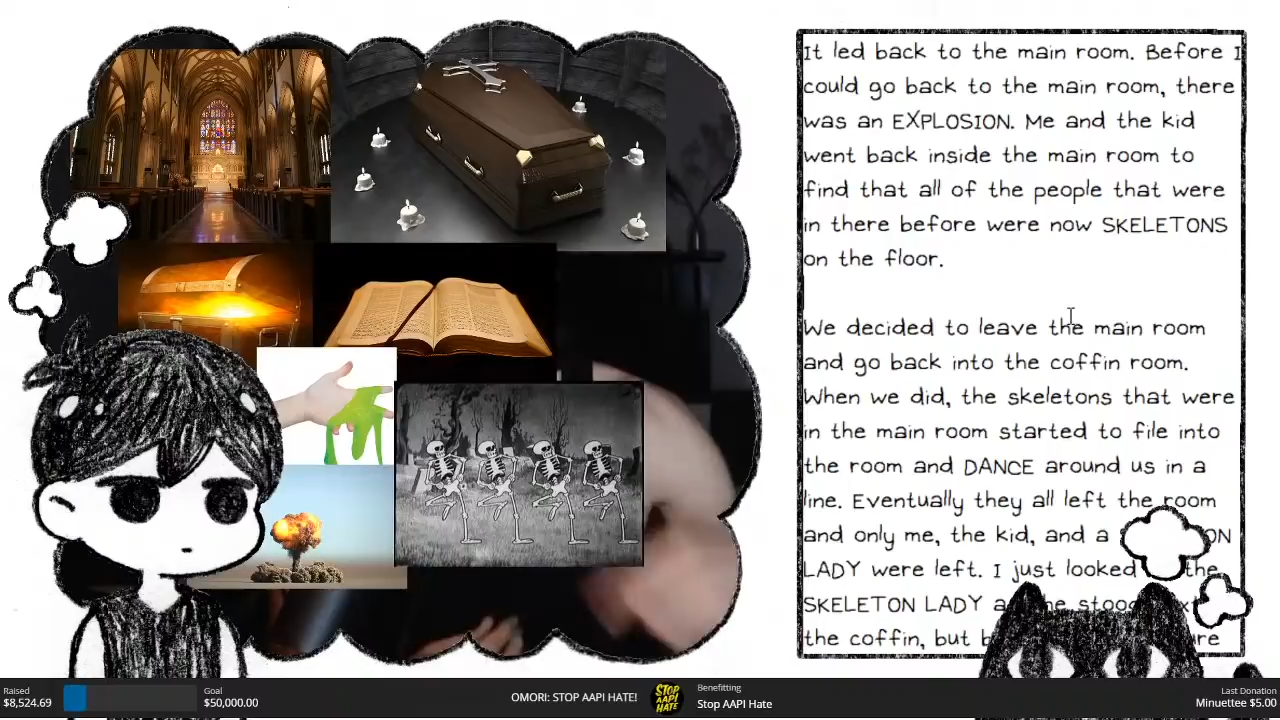 It led back to the main room. Before I
could go back to the main room, there
was an EXPLOSION. Me and the kid
went back inside the main room to
find that all of the people that were
in there before were now SKELETONS
on the floor.
We decided to leave the main room
and go back into the coffin room.
When we did, the skeletons that were
in the main room started to file into
the room and DANCE around us in a
line. Eventually they all left the room
and only me, the kid, and a
LADY were left. I just looked the
SKELETON LADY
the coffin, but
Raised
$8,524.69
Goal
$50,000.00
OMORI: STOP AAPI HATE!
STOP
AAPI
HATE
Benefitting
Stop AAPI Hate
Last Donation
Minuettee $5.00